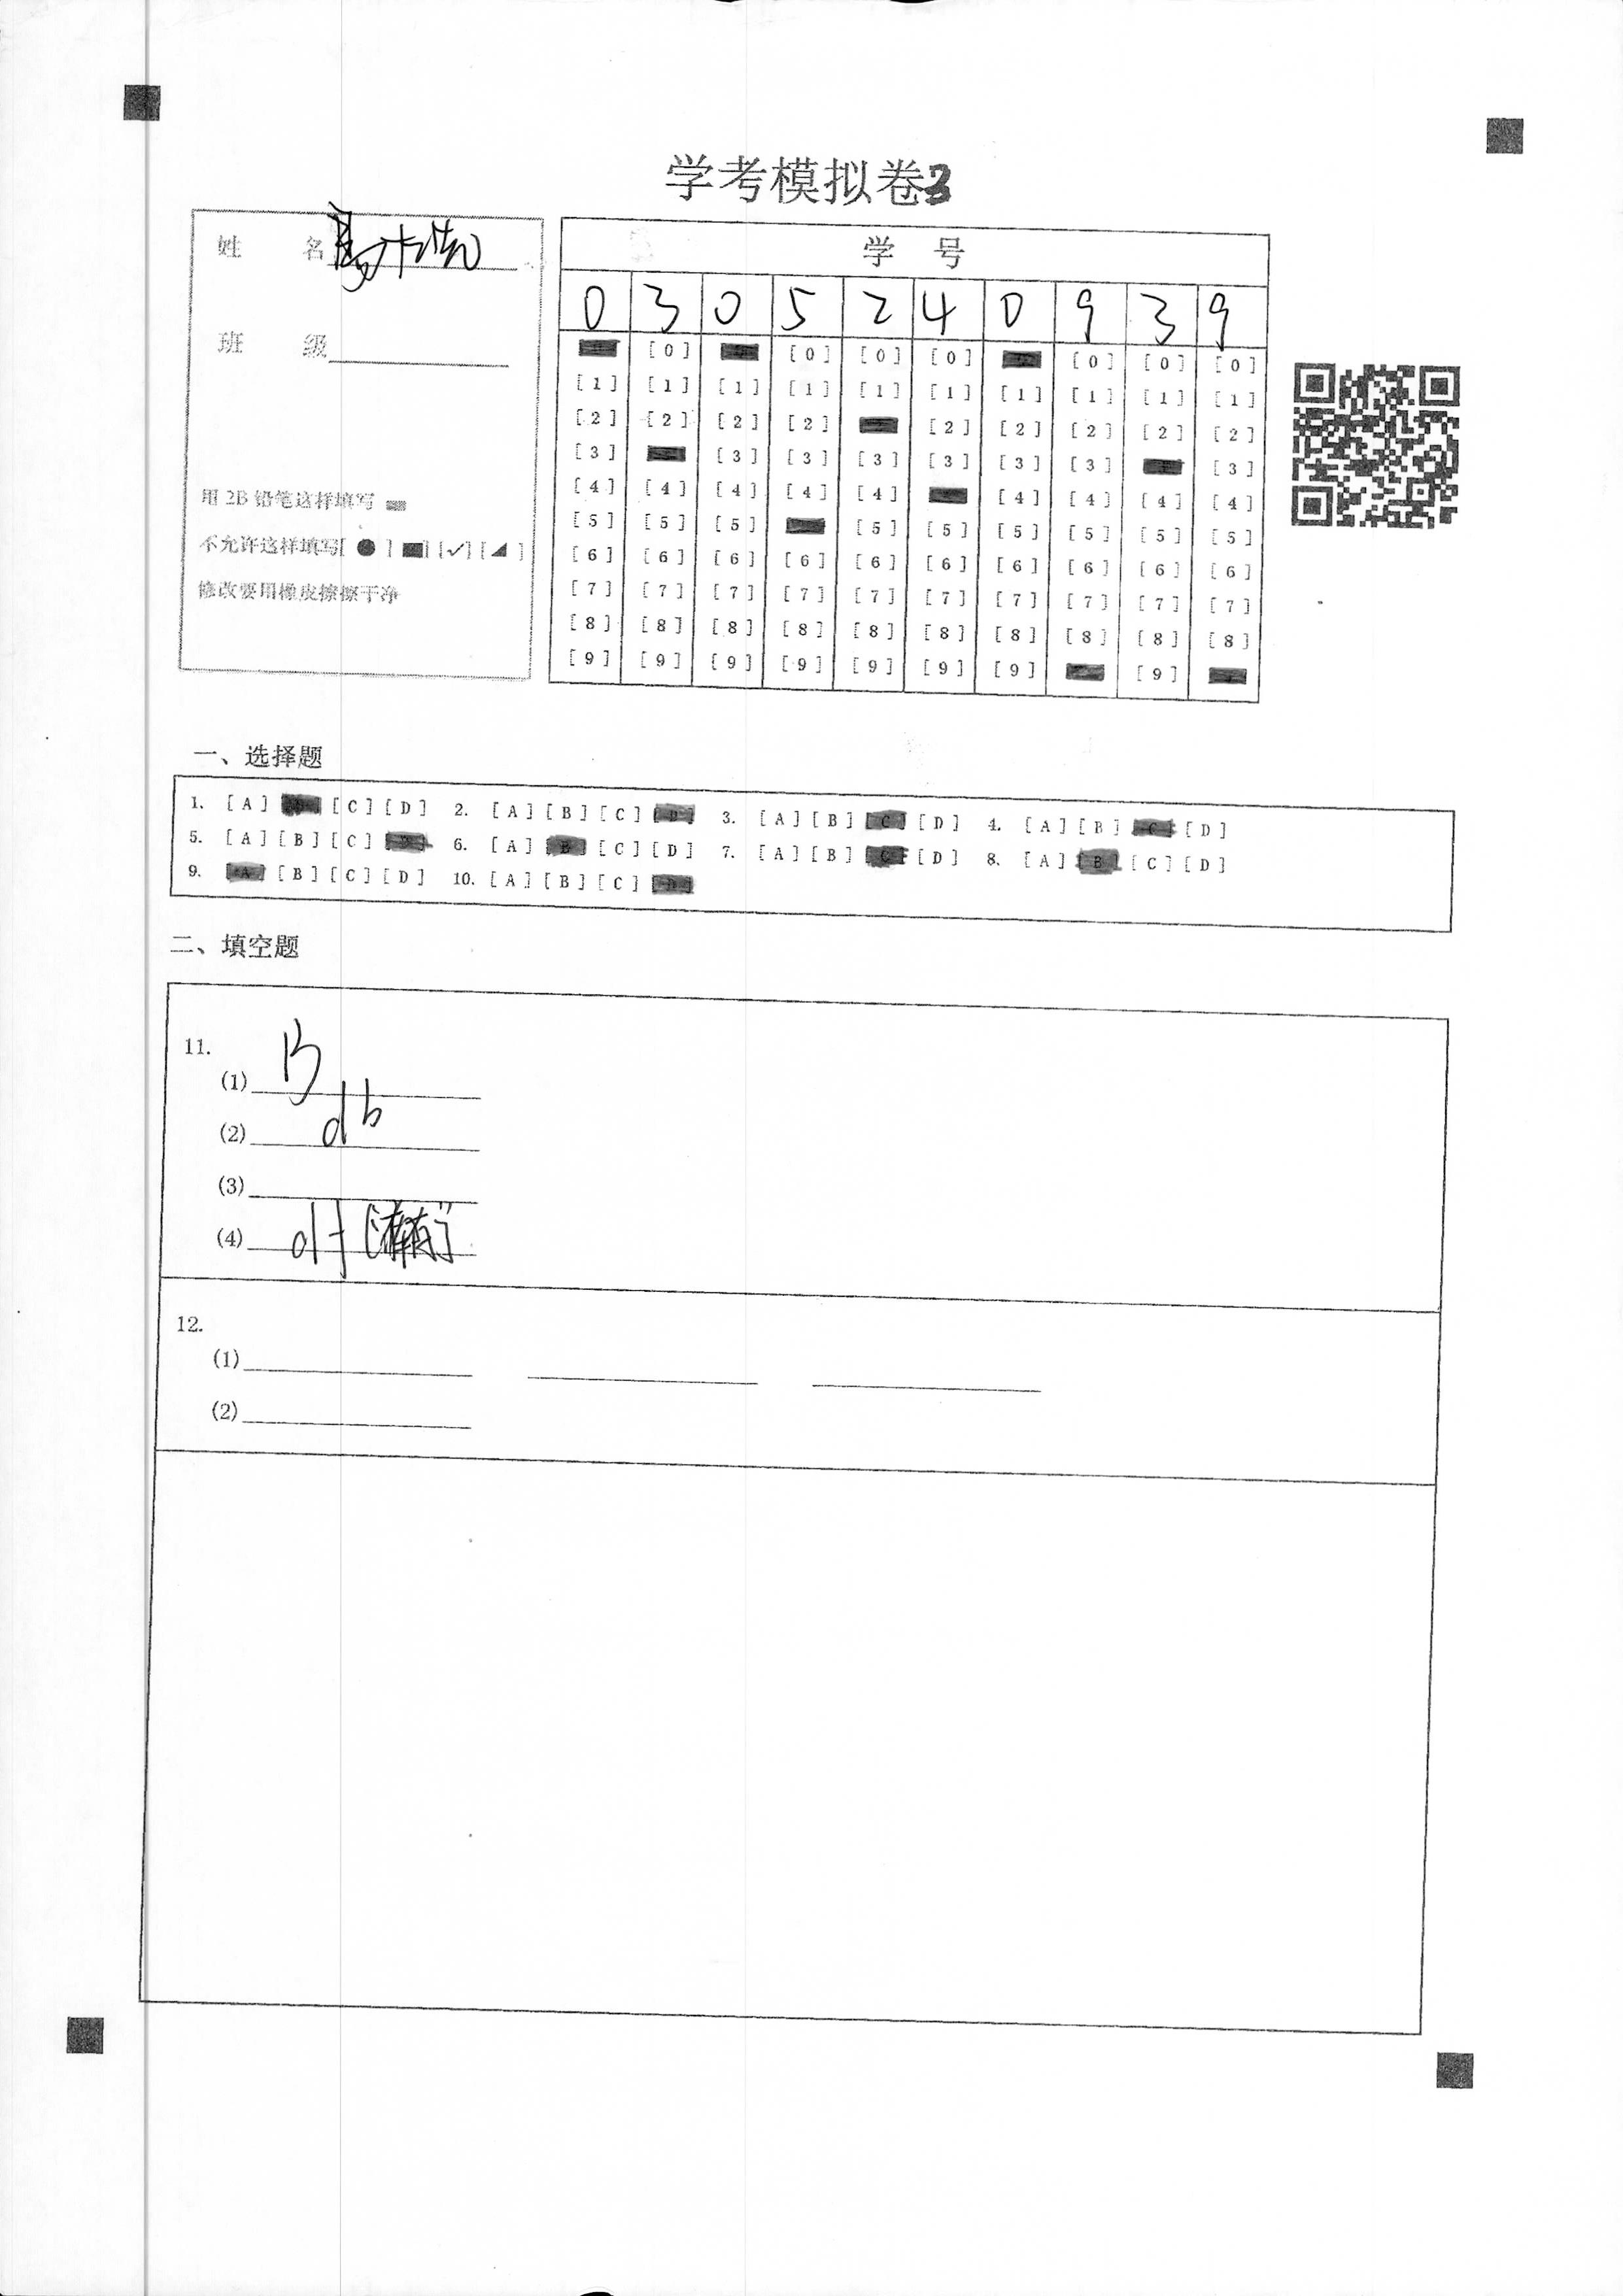 学考模拟卷3
姓 名
班 级
用 2B 铅笔这样填写
不允许这样填写[ ● ] [■] [✓] [◢ ]
修改要用橡皮擦擦干净
学 号
0 3 0 5 2 4 0 9 3 9
[0] [0] [0] [0] [0] [0] [0]
[1] [1] [1] [1] [1] [1] [1] [1] [1] [1]
[2] [2] [2] [2] [2] [2] [2] [2] [2]
[3] [3] [3] [3] [3] [3] [3] [3]
[4] [4] [4] [4] [4] [4] [4] [4] [4]
[5] [5] [5] [5] [5] [5] [5] [5] [5]
[6] [6] [6] [6] [6] [6] [6] [6] [6] [6]
[7] [7] [7] [7] [7] [7] [7] [7] [7] [7]
[8] [8] [8] [8] [8] [8] [8] [8] [8] [8]
[9] [9] [9] [9] [9] [9] [9] [9]
一、选择题
1. [A] [C] [D] 2. [A] [B] [C] [D] 3. [A] [B] [C] [D] 4. [A] [B] [C] [D]
5. [A] [B] [C] [D] 6. [A] [B] [C] [D] 7. [A] [B] [C] [D] 8. [A] [B] [C] [D]
9. [A] [B] [C] [D] 10. [A] [B] [C] [D]
二、填空题
11.
(1) B
(2) db
(3)
(4)
12.
(1)
(2)